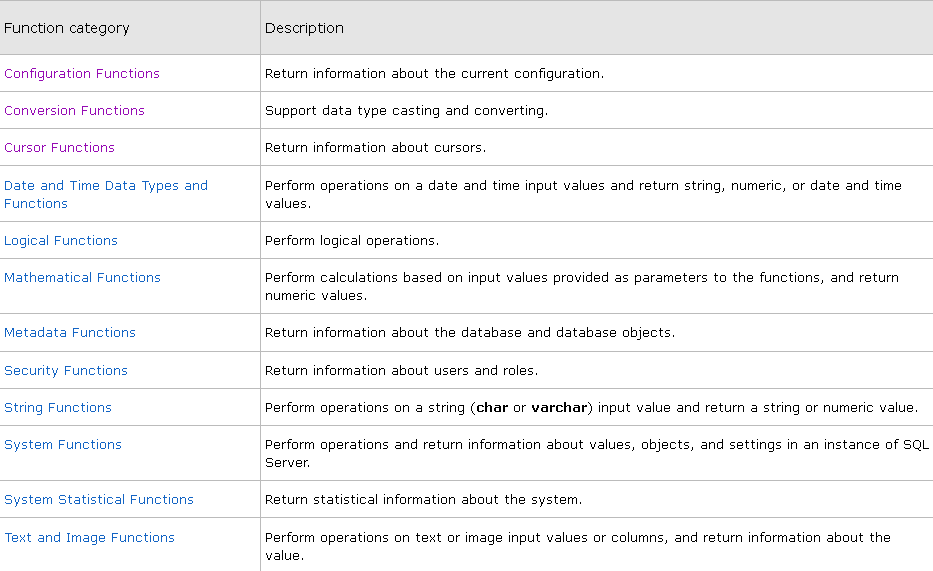 Function category Description
Configuration Functions Return information about the current configuration.
Conversion Functions Support data type casting and converting.
Cursor Functions Return information about cursors.
Date and Time Data Types and Functions Perform operations on a date and time input values and return string, numeric, or date and time values.
Logical Functions Perform logical operations.
Mathematical Functions Perform calculations based on input values provided as parameters to the functions, and return
numeric values.
Metadata Functions Return information about the database and database objects.
Security Functions Return information about users and roles.
String Functions Perform operations on a string (char or varchar) input value and return a string or numeric value.
System Functions Perform operations and return information about values, objects, and settings in an instance of SQL
Server.
System Statistical Functions Return statistical information about the system.
Text and Image Functions Perform operations on text or image input values or columns, and return information about the
value.